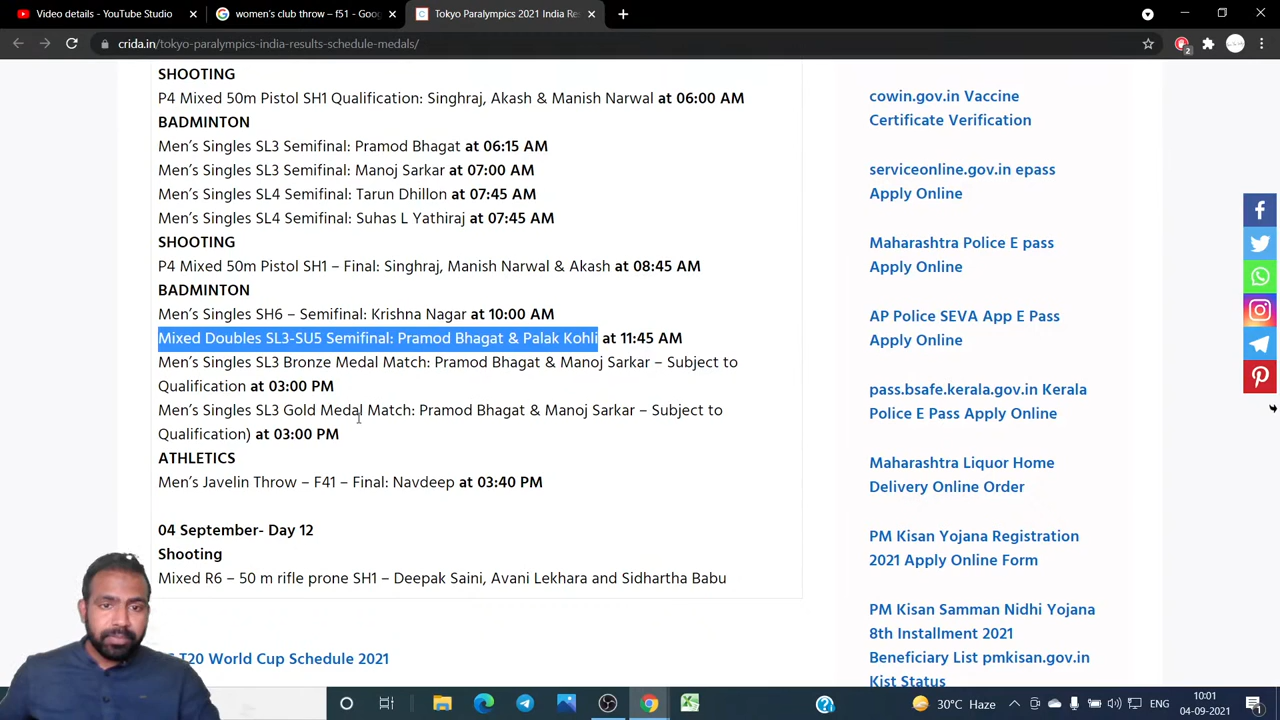 Video details - YouTube Studio
women's club throw – f51 - Goog
Tokyo Paralympics 2021 India Re
crida.in/tokyo-paralympics-india-results-schedule-medals/
2
SHOOTING
P4 Mixed 50m Pistol SH1 Qualification: Singhraj, Akash & Manish Narwal at 06:00 AM
BADMINTON
Men's Singles SL3 Semifinal: Pramod Bhagat at 06:15 AM
Men's Singles SL3 Semifinal: Manoj Sarkar at 07:00 AM
Men's Singles SL4 Semifinal: Tarun Dhillon at 07:45 AM
Men's Singles SL4 Semifinal: Suhas L Yathiraj at 07:45 AM
SHOOTING
P4 Mixed 50m Pistol SH1 – Final: Singhraj, Manish Narwal & Akash at 08:45 AM
BADMINTON
Men's Singles SH6 – Semifinal: Krishna Nagar at 10:00 AM
Mixed Doubles SL3-SU5 Semifinal: Pramod Bhagat & Palak Kohli at 11:45 AM
Men's Singles SL3 Bronze Medal Match: Pramod Bhagat & Manoj Sarkar – Subject to
Qualification at 03:00 PM
Men's Singles SL3 Gold Medal Match: Pramod Bhagat & Manoj Sarkar – Subject to
Qualification) at 03:00 PM
ATHLETICS
Men's Javelin Throw – F41 – Final: Navdeep at 03:40 PM
04 September- Day 12
Shooting
Mixed R6 – 50 m rifle prone SH1 – Deepak Saini, Avani Lekhara and Sidhartha Babu
T20 World Cup Schedule 2021
cowin.gov.in Vaccine
Certificate Verification
serviceonline.gov.in epass
Apply Online
Maharashtra Police E pass
Apply Online
AP Police SEVA App E Pass
Apply Online
pass.bsafe.kerala.gov.in Kerala
Police E Pass Apply Online
Maharashtra Liquor Home
Delivery Online Order
PM Kisan Yojana Registration
2021 Apply Online Form
PM Kisan Samman Nidhi Yojana
8th Installment 2021
Beneficiary List pmkisan.gov.in
Kist Status
30°C Haze
ENG
10:01
04-09-2021
1